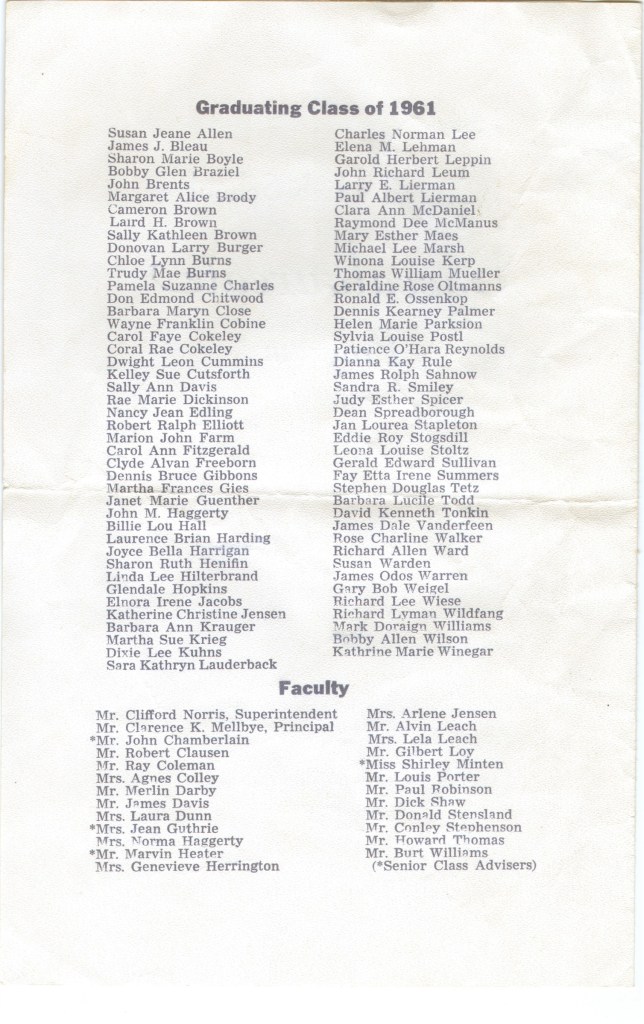 Graduating Class of 1961
Susan Jeane Allen
James J. Bleau
Sharon Marie Boyle
Bobby Glen Braziel
John Brents
Margaret Alice Brody
Cameron Brown
Laird H. Brown
Sally Kathleen Brown
Donovan Larry Burger
Chloe Lynn Burns
Trudy Mae Burns
Pamela Suzanne Charles
Don Edmond Chitwood
Barbara Maryn Close
Wayne Franklin Cobine
Carol Faye Cokeley
Coral Rae Cokeley
Dwight Leon Cummins
Kelley Sue Cutsforth
Sally Ann Davis
Rae Marie Dickinson
Nancy Jean Edling
Robert Ralph Elliott
Marion John Farm
Carol Ann Fitzgerald
Clyde Alvan Freeborn
Dennis Bruce Gibbons
Martha Frances Gies
Janet Marie Guenther
John M. Haggerty
Billie Lou Hall
Laurence Brian Harding
Joyce Bella Harrigan
Sharon Ruth Henifin
Linda Lee Hilterbrand
Glendale Hopkins
Elnora Irene Jacobs
Katherine Christine Jensen
Barbara Ann Krauger
Martha Sue Krieg
Dixie Lee Kuhns
Sara Kathryn Lauderback
Charles Norman Lee
Elena M. Lehman
Garold Herbert Leppin
John Richard Leum
Larry E. Lierman
Paul Albert Lierman
Clara Ann McDaniel
Raymond Dee McManus
Mary Esther Maes
Michael Lee Marsh
Winona Louise Kerp
Thomas William Mueller
Geraldine Rose Oltmanns
Ronald E. Ossenkop
Dennis Kearney Palmer
Helen Marie Parksion
Sylvia Louise Postl
Patience O'Hara Reynolds
Dianna Kay Rule
James Rolph Sahnow
Sandra R. Smiley
Judy Esther Spicer
Dean Spreadborough
Jan Lourea Stapleton
Eddie Roy Stogsdill
Leona Louise Stoltz
Gerald Edward Sullivan
Fay Etta Irene Summers
Stephen Douglas Tetz
Barbara Lucile Todd
David Kenneth Tonkin
James Dale Vanderfeen
Rose Charline Walker
Richard Allen Ward
Susan Warden
James Odos Warren
Gary Bob Weigel
Richard Lee Wiese
Richard Lyman Wildfang
Mark Doraign Williams
Bobby Allen Wilson
Kathrine Marie Winegar
Faculty
Mr. Clifford Norris, Superintendent
Mr. Clarence K. Mellbye, Principal
*Mr. John Chamberlain
Mr. Robert Clausen
Mr. Ray Coleman
Mrs. Agnes Colley
Mr. Merlin Darby
Mr. James Davis
Mrs. Laura Dunn
*Mrs. Jean Guthrie
Mrs. Norma Haggerty
*Mr. Marvin Heater
Mrs. Genevieve Herrington
Mrs. Arlene Jensen
Mr. Alvin Leach
Mrs. Lela Leach
Mr. Gilbert Loy
*Miss Shirley Minten
Mr. Louis Porter
Mr. Paul Robinson
Mr. Dick Shaw
Mr. Donald Stensland
Mr. Conley Stephenson
Mr. Howard Thomas
Mr. Burt Williams
(*Senior Class Advisers)